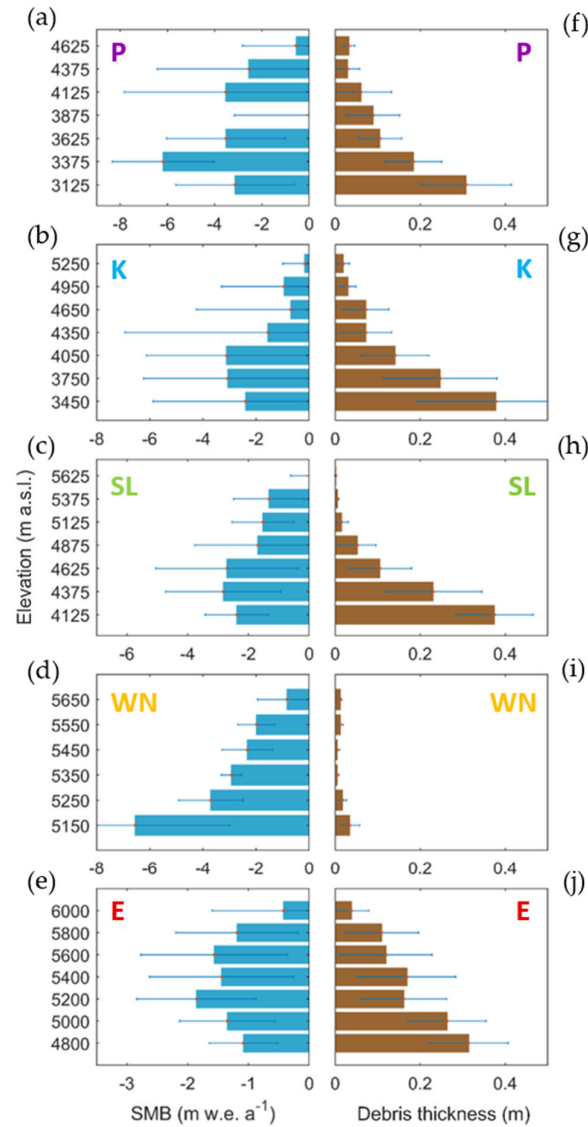 (a) (f)
P P
4625
4375
4125
3875
3625
3375
3125
-8 -6 -4 -2 0 0 0.2 0.4
(b) (g)
K K
5250
4950
4650
4350
4050
3750
3450
-8 -6 -4 -2 0 0 0.2 0.4
(c) (h)
SL SL
5625
5375
5125
4875
4625
4375
4125
-6 -4 -2 0 0 0.2 0.4
Elevation (m a.s.l.)
(d) (i)
WN WN
5650
5550
5450
5350
5250
5150
-8 -6 -4 -2 0 0 0.2 0.4
(e) (j)
E E
6000
5800
5600
5400
5200
5000
4800
-3 -2 -1 0 0 0.2 0.4
SMB (m w.e. a⁻¹) Debris thickness (m)